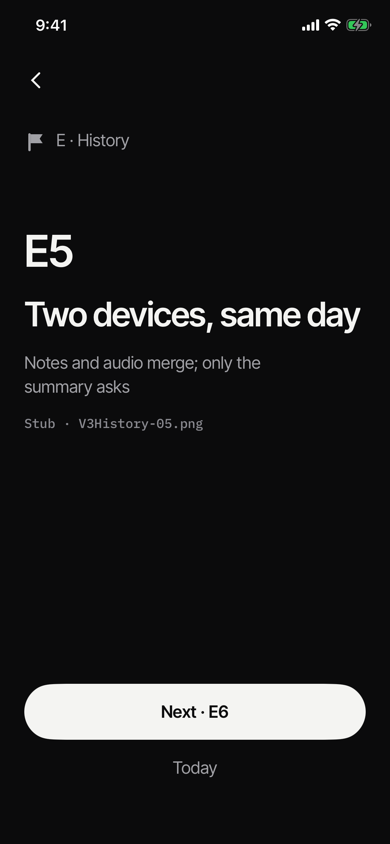 9:41
E · History
E5
Two devices, same day
Notes and audio merge; only the
summary asks
Stub · V3History-05.png
Next · E6
Today